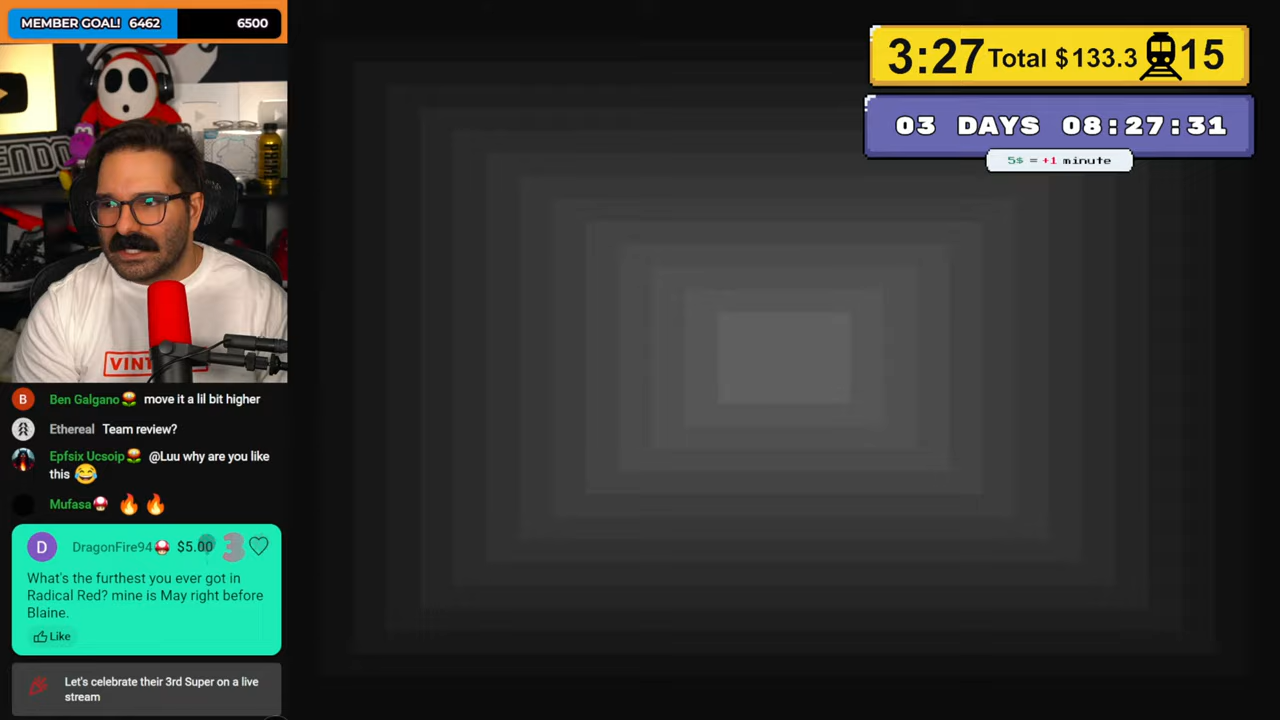 MEMBER GOAL! 6462 6500
3:27 Total $133.3 15
03 DAYS 08:27:31
5$ = +1 minute
ENDO
VINT
Ben Galgano move it a lil bit higher
Ethereal Team review?
Epfsix Ucsoip @Luu why are you like
this 😂
Mufasa 🔥 🔥
DragonFire94 $5.00 3
What's the furthest you ever got in
Radical Red? mine is May right before
Blaine.
Like
Let's celebrate their 3rd Super on a live
stream